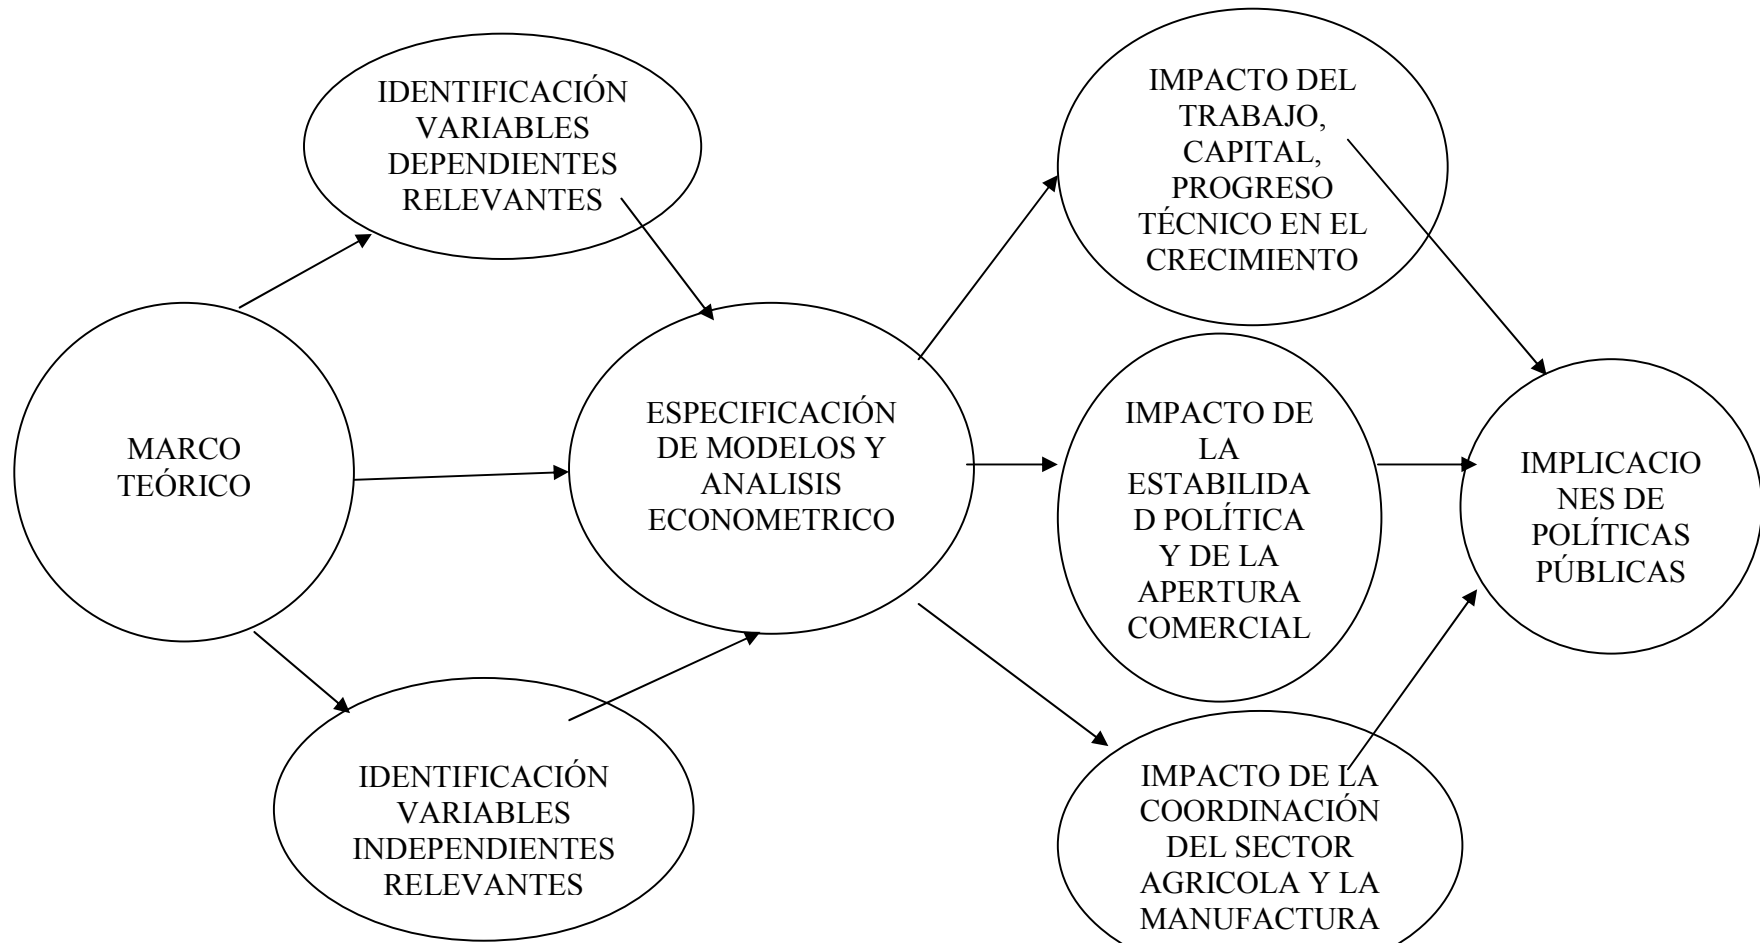 IDENTIFICACIÓN
VARIABLES
DEPENDIENTES
RELEVANTES
IMPACTO DEL
TRABAJO,
CAPITAL,
PROGRESO
TÉCNICO EN EL
CRECIMIENTO
MARCO
TEÓRICO
ESPECIFICACIÓN
DE MODELOS Y
ANALISIS
ECONOMETRICO
IMPACTO DE
LA
ESTABILIDA
D POLÍTICA
Y DE LA
APERTURA
COMERCIAL
IMPLICACIO
NES DE
POLÍTICAS
PÚBLICAS
IDENTIFICACIÓN
VARIABLES
INDEPENDIENTES
RELEVANTES
IMPACTO DE LA
COORDINACIÓN
DEL SECTOR
AGRICOLA Y LA
MANUFACTURA